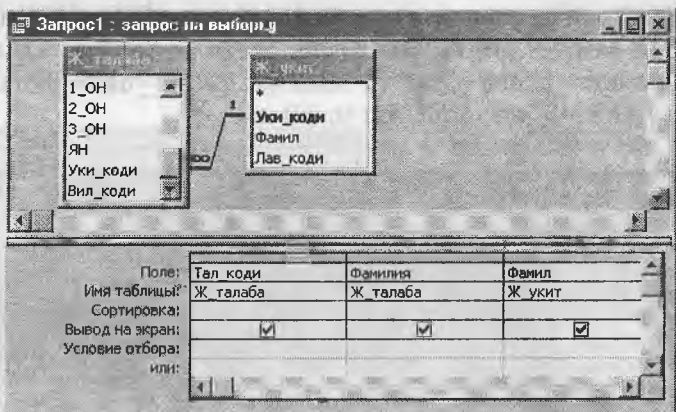 Запрос1 : запрос на выборку
Ж_талаба
1_ОН
2_ОН
3_ОН
ЯН
Уки_коди
Вил_коди
1
∞
Ж_укит
*
Уки_коди
Фамил
Лав_коди
Поле: Тал_коди Фамилия Фамил
Имя таблицы: Ж_талаба Ж_талаба Ж_укит
Сортировка:
Вывод на экран:
Условие отбора:
или: